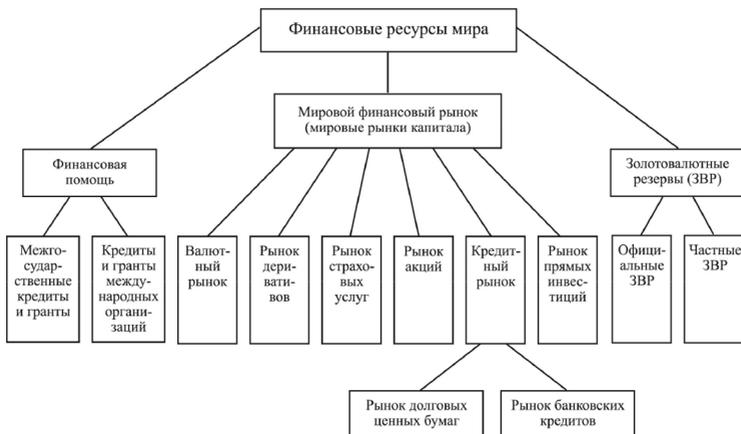 Финансовые ресурсы мира
Мировой финансовый рынок
(мировые рынки капитала)
Финансовая
помощь
Золотовалютные
резервы (ЗВР)
Межго-
сударст-
венные
кредиты
и гранты
Кредиты
и гранты
между-
народных
органи-
заций
Валют-
ный
рынок
Рынок
дери-
вати-
вов
Рынок
страхо-
вых
услуг
Рынок
акций
Кредит-
ный
рынок
Рынок
прямых
инвес-
тиций
Офици-
альные
ЗВР
Частные
ЗВР
Рынок долговых
ценных бумаг
Рынок банковских
кредитов